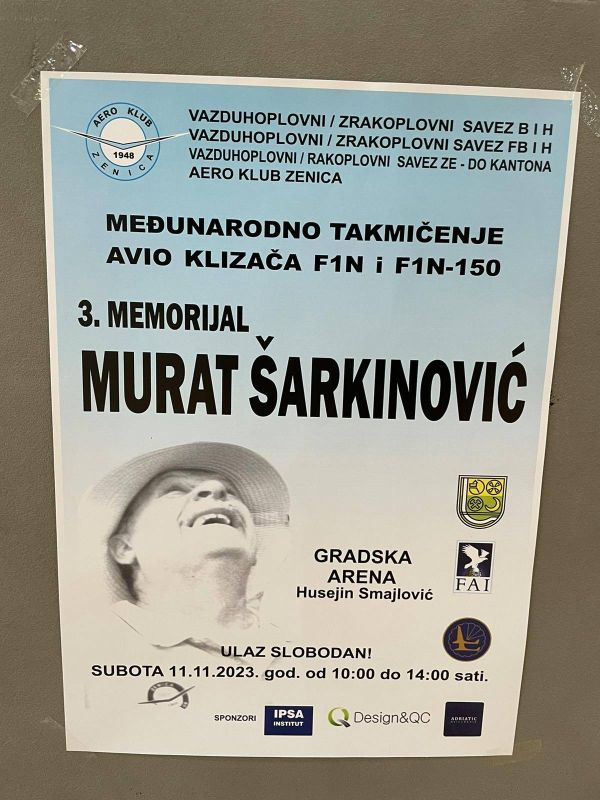 AERO KLUB
1948
ZENICA
VAZDUHOPLOVNI / ZRAKOPLOVNI SAVEZ B I H
VAZDUHOPLOVNI / ZRAKOPLOVNI SAVEZ FB I H
VAZDUHOPLOVNI / RAKOPLOVNI SAVEZ ZE - DO KANTONA
AERO KLUB ZENICA
MEĐUNARODNO TAKMIČENJE
AVIO KLIZAČA F1N i F1N-150
3. MEMORIJAL
MURAT ŠARKINOVIĆ
GRADSKA
ARENA
Husejin Smajlović
FAI
ULAZ SLOBODAN!
SUBOTA 11.11.2023. god. od 10:00 do 14:00 sati.
SPONZORI
IPSA
INSTITUT
Design&QC
ADRIATIC